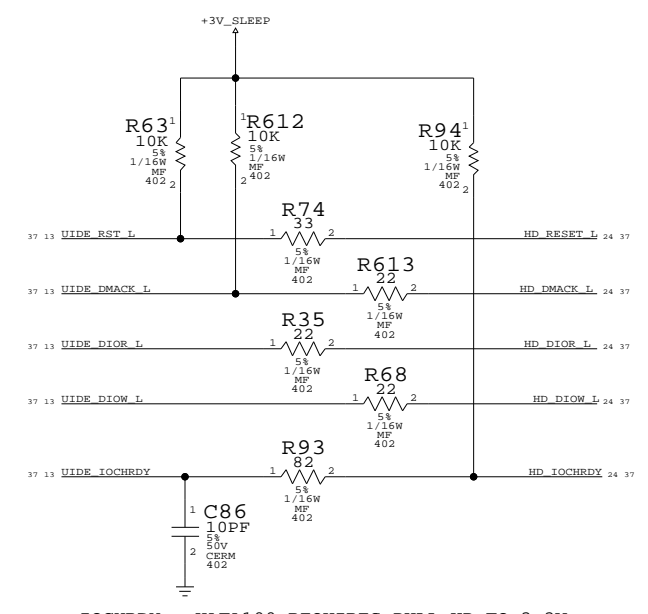 +3V_SLEEP
R63
1
10K
5%
1/16W
MF
402
2
1
R612
10K
5%
1/16W
MF
402
2
R94
1
10K
5%
1/16W
MF
402
2
R74
33
37 13 UIDE_RST_L
1
2
HD_RESET_L 24 37
5%
1/16W
MF
402
R613
22
37 13 UIDE_DMACK_L
1
2
HD_DMACK_L 24 37
5%
1/16W
MF
402
R35
22
37 13 UIDE_DIOR_L
1
2
HD_DIOR_L 24 37
5%
1/16W
MF
402
R68
22
37 13 UIDE_DIOW_L
1
2
HD_DIOW_L 24 37
5%
1/16W
MF
402
R93
82
37 13 UIDE_IOCHRDY
1
2
HD_IOCHRDY 24 37
5%
1/16W
MF
402
1
C86
10PF
5%
50V
CERM
402
2